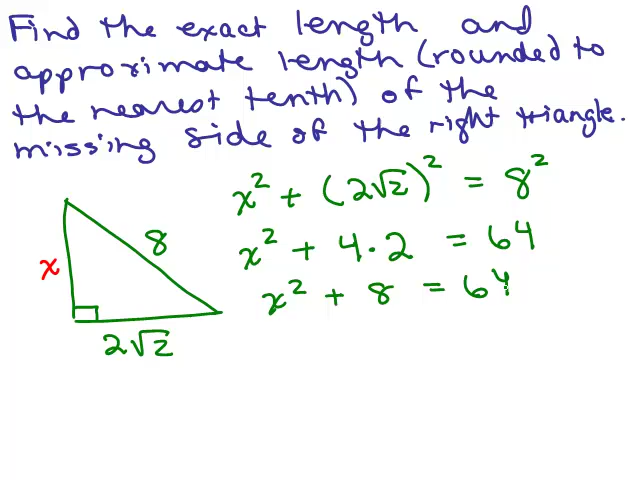 Find the exact length and
approximate length (rounded to
the nearest tenth) of the
missing side of the right triangle.
x² + (2√2)² = 8²
x² + 4 · 2 = 64
x² + 8 = 64
x
8
2√2